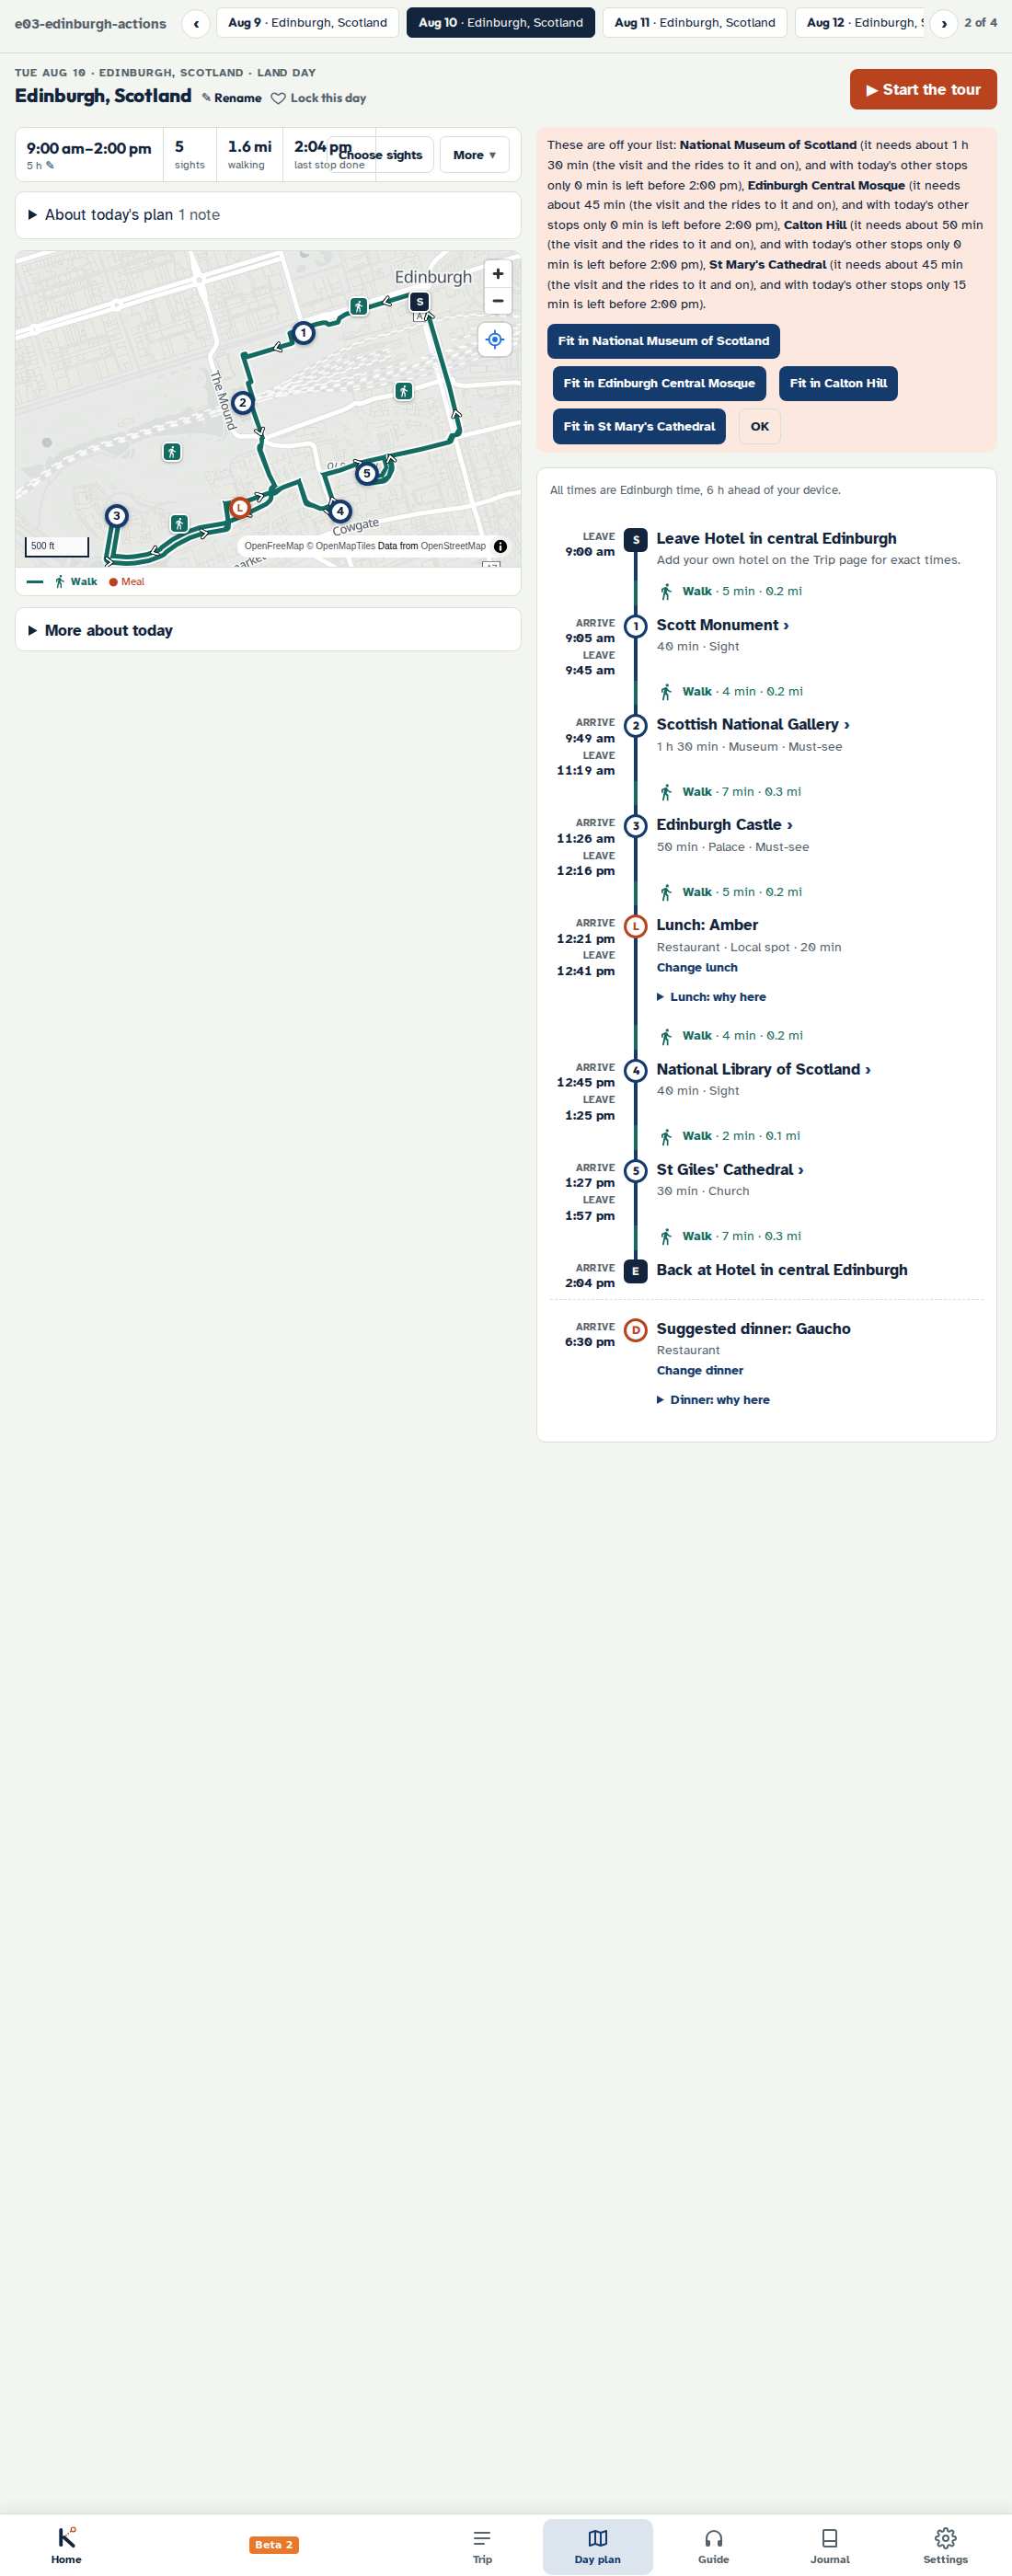 e03-edinburgh-actions
‹
Aug 9 · Edinburgh, Scotland
Aug 10 · Edinburgh, Scotland
Aug 11 · Edinburgh, Scotland
Aug 12 · Edinburgh, S
›
2 of 4
TUE AUG 10 · EDINBURGH, SCOTLAND · LAND DAY
Edinburgh, Scotland
✎ Rename
Lock this day
▶ Start the tour
9:00 am–2:00 pm
5 h ✎
5
sights
1.6 mi
walking
2:04 pm
last stop done
Choose sights
More ▾
▶ About today's plan 1 note
Edinburgh
+
−
S
1
The Mound
2
5
L
4
3
Cowgate
500 ft
OpenFreeMap © OpenMapTiles Data from OpenStreetMap
Walk
Meal
▶ More about today
These are off your list: National Museum of Scotland (it needs about 1 h
30 min (the visit and the rides to it and on), and with today's other stops
only 0 min is left before 2:00 pm), Edinburgh Central Mosque (it needs
about 45 min (the visit and the rides to it and on), and with today's other
stops only 0 min is left before 2:00 pm), Calton Hill (it needs about 50 min
(the visit and the rides to it and on), and with today's other stops only 0
min is left before 2:00 pm), St Mary's Cathedral (it needs about 45 min
(the visit and the rides to it and on), and with today's other stops only 15
min is left before 2:00 pm).
Fit in National Museum of Scotland
Fit in Edinburgh Central Mosque
Fit in Calton Hill
Fit in St Mary's Cathedral
OK
All times are Edinburgh time, 6 h ahead of your device.
LEAVE
9:00 am
S
Leave Hotel in central Edinburgh
Add your own hotel on the Trip page for exact times.
Walk · 5 min · 0.2 mi
ARRIVE
9:05 am
LEAVE
9:45 am
1
Scott Monument ›
40 min · Sight
Walk · 4 min · 0.2 mi
ARRIVE
9:49 am
LEAVE
11:19 am
2
Scottish National Gallery ›
1 h 30 min · Museum · Must-see
Walk · 7 min · 0.3 mi
ARRIVE
11:26 am
LEAVE
12:16 pm
3
Edinburgh Castle ›
50 min · Palace · Must-see
Walk · 5 min · 0.2 mi
ARRIVE
12:21 pm
LEAVE
12:41 pm
L
Lunch: Amber
Restaurant · Local spot · 20 min
Change lunch
▶ Lunch: why here
Walk · 4 min · 0.2 mi
ARRIVE
12:45 pm
LEAVE
1:25 pm
4
National Library of Scotland ›
40 min · Sight
Walk · 2 min · 0.1 mi
ARRIVE
1:27 pm
LEAVE
1:57 pm
5
St Giles' Cathedral ›
30 min · Church
Walk · 7 min · 0.3 mi
ARRIVE
2:04 pm
E
Back at Hotel in central Edinburgh
ARRIVE
6:30 pm
D
Suggested dinner: Gaucho
Restaurant
Change dinner
▶ Dinner: why here
Home
Beta 2
Trip
Day plan
Guide
Journal
Settings